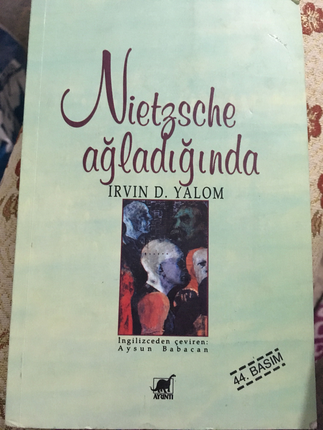 Nietzsche
ağladığında
IRVIN D. YALOM
İngilizceden çeviren:
Aysun Babacan
44. BASIM
AYRINTI